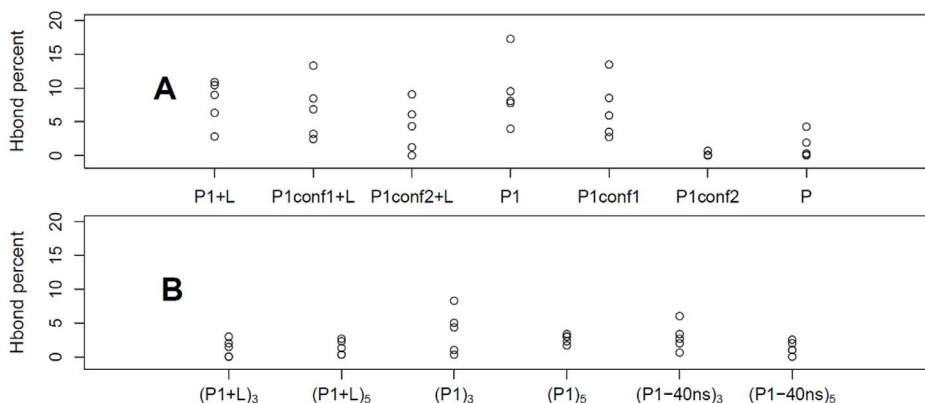 Hbond percent
20
15
10
5
0
A
P1+L P1conf1+L P1conf2+L P1 P1conf1 P1conf2 P
Hbond percent
20
15
10
5
0
B
(P1+L)₃ (P1+L)₅ (P1)₃ (P1)₅ (P1−40ns)₃ (P1−40ns)₅